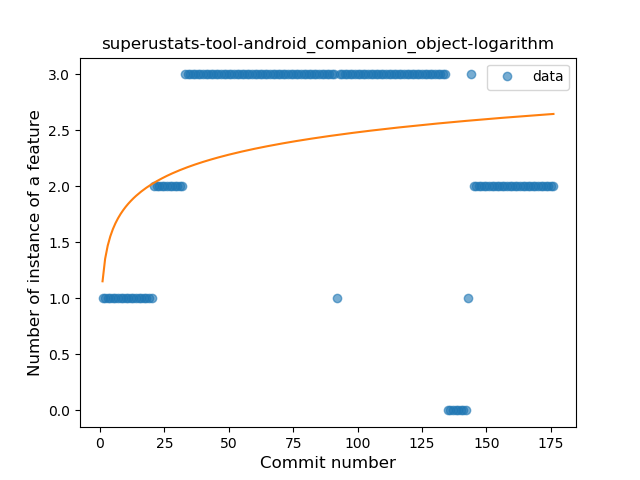 superustats-tool-android_companion_object-logarithm
data
3.0
2.5
2.0
1.5
1.0
0.5
0.0
Number of instance of a feature
0 25 50 75 100 125 150 175
Commit number